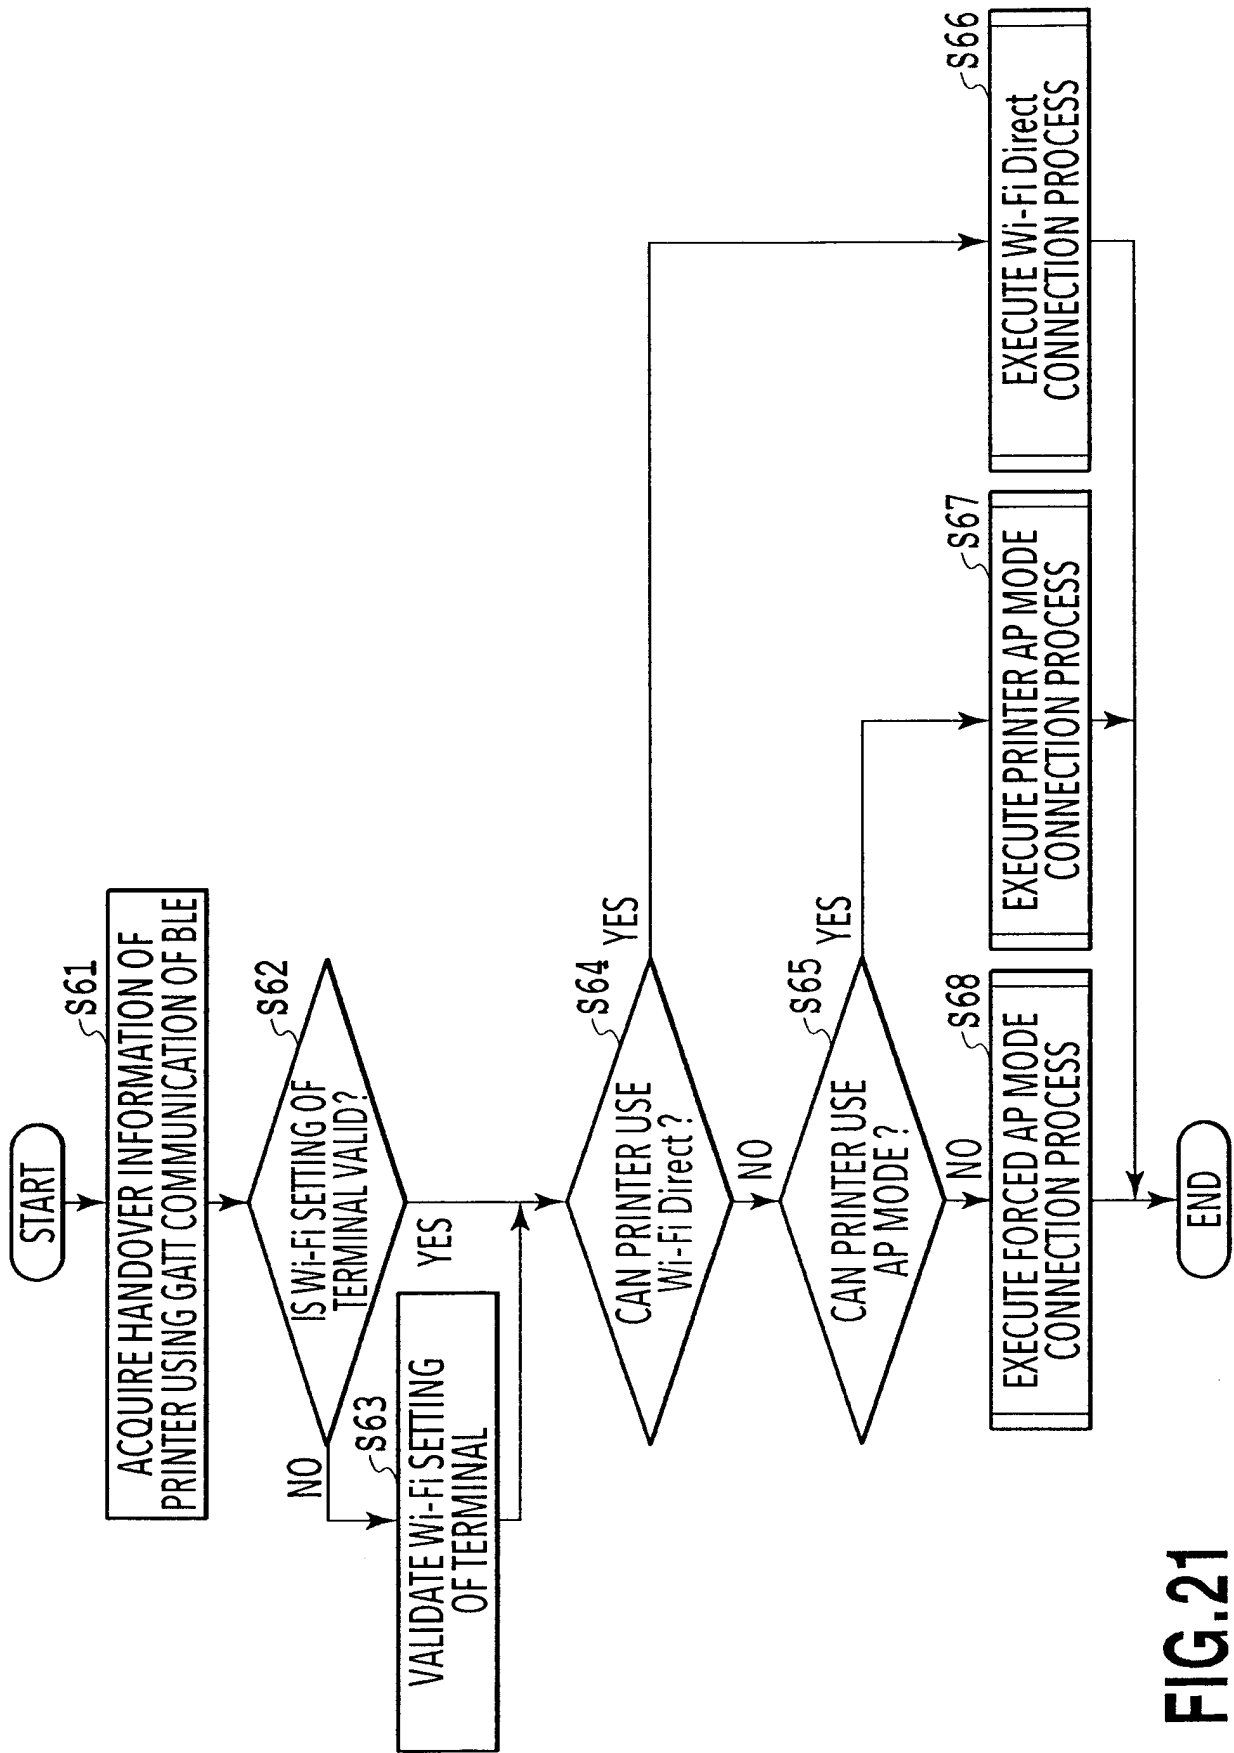 START
S61
ACQUIRE HANDOVER INFORMATION OF
PRINTER USING GATT COMMUNICATION OF BLE
S62
IS Wi-Fi SETTING OF
TERMINAL VALID?
NO
YES
S63
VALIDATE Wi-Fi SETTING
OF TERMINAL
S64
CAN PRINTER USE
Wi-Fi Direct?
YES
NO
S65
CAN PRINTER USE
AP MODE?
YES
NO
S68
EXECUTE FORCED AP MODE
CONNECTION PROCESS
S67
EXECUTE PRINTER AP MODE
CONNECTION PROCESS
S66
EXECUTE Wi-Fi Direct
CONNECTION PROCESS
END
FIG.21